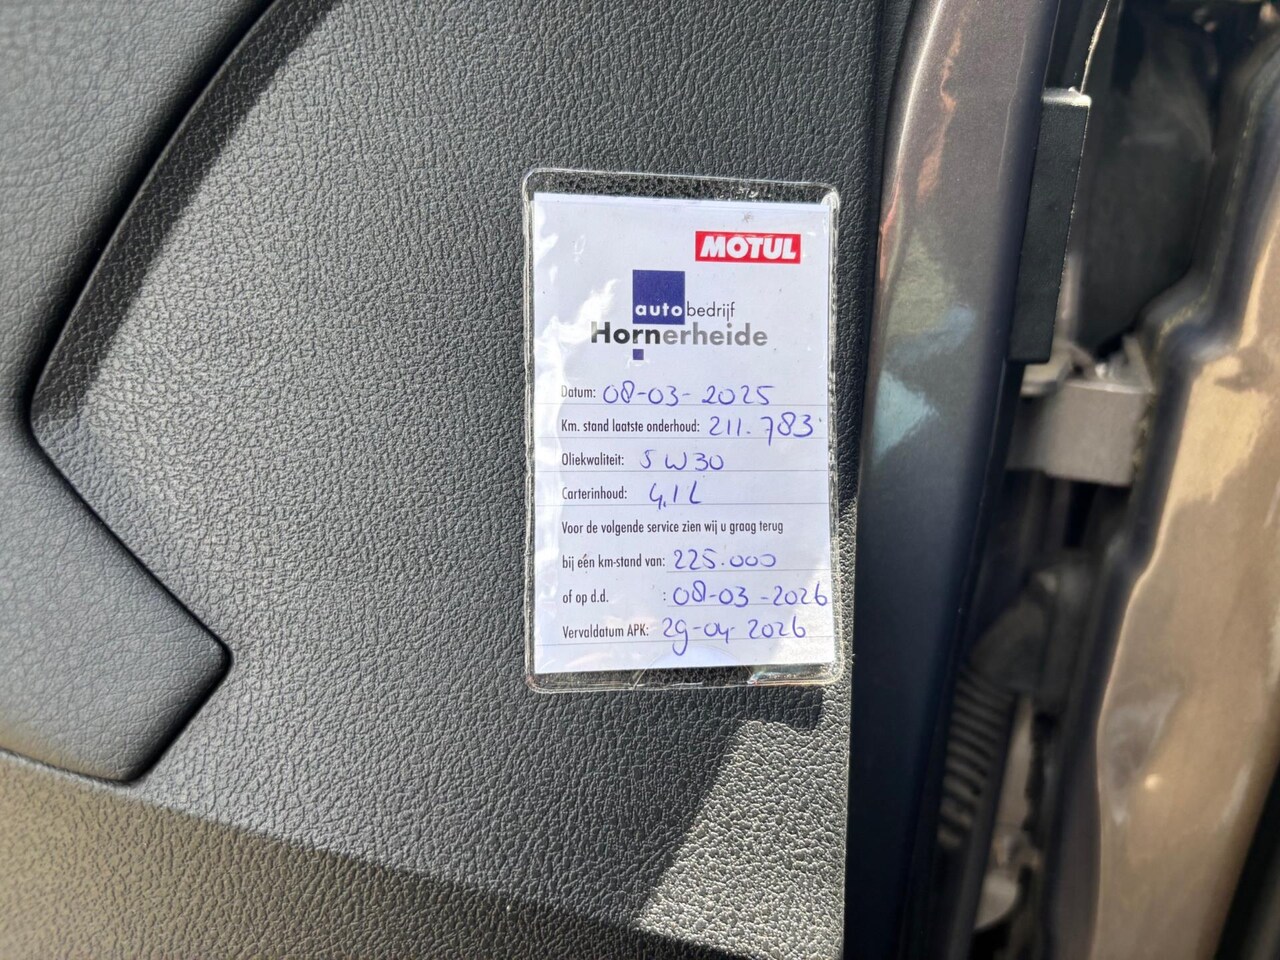 MOTUL
autobedrijf
Hornerheide
Datum: 08-03-2025
Km. stand laatste onderhoud: 211.783
Oliekwaliteit: 5W30
Carterinhoud: 4,1L
Voor de volgende service zien wij u graag terug
bij eén km-stand van: 225.000
of op d.d. : 08-03-2026
Vervaldatum APK: 29-04-2026